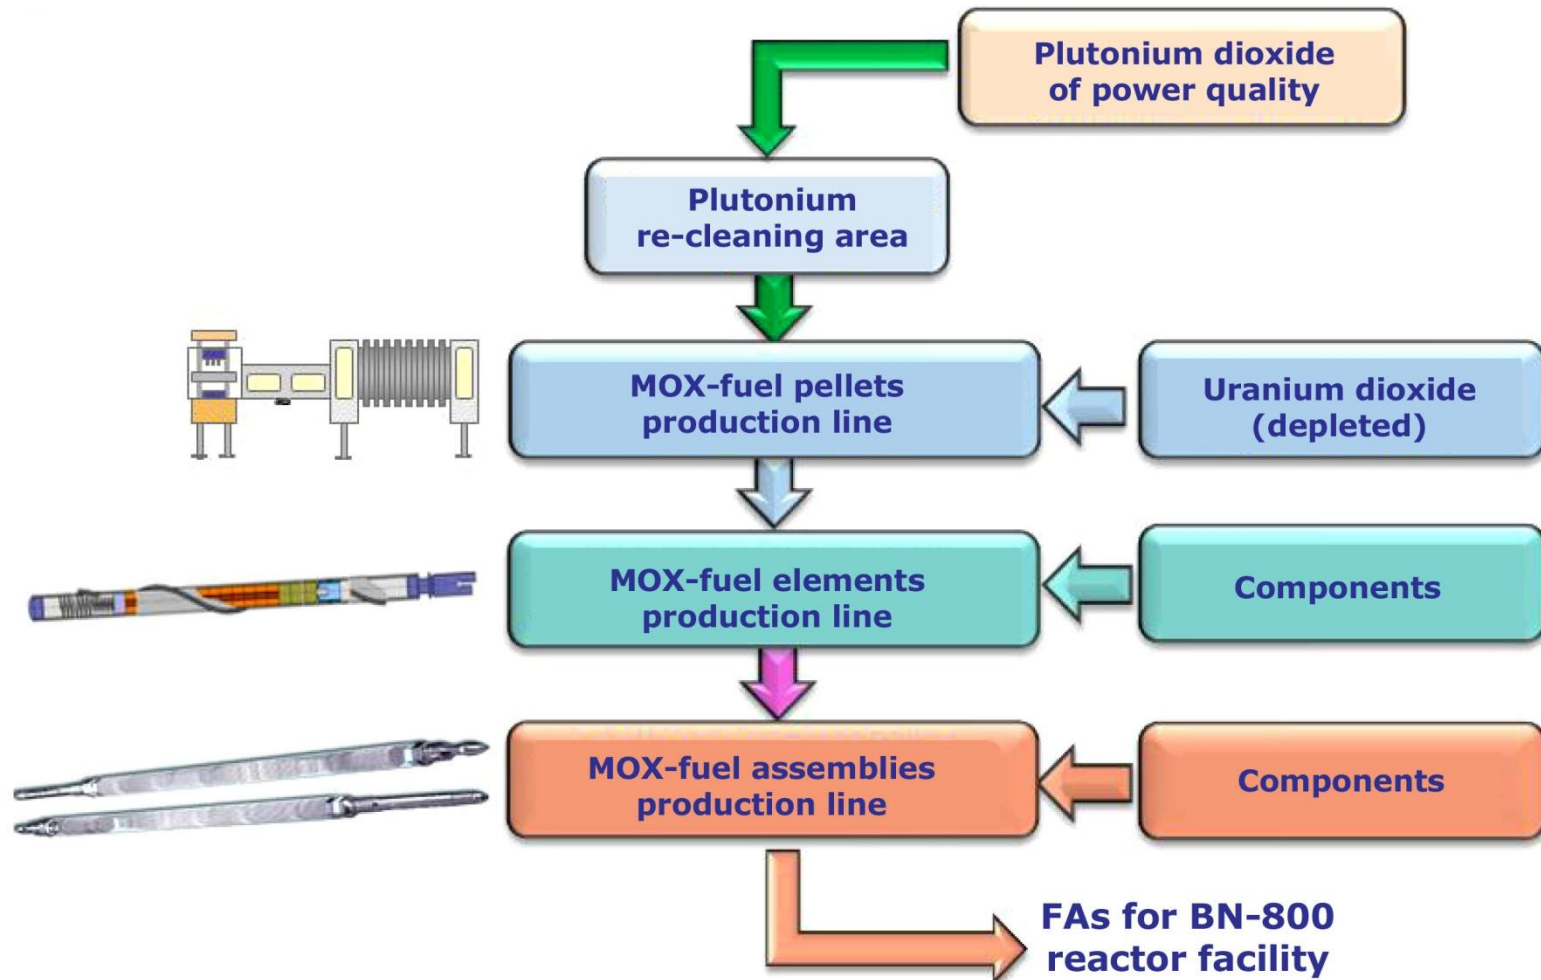 Plutonium dioxide
of power quality
Plutonium
re-cleaning area
MOX-fuel pellets
production line
Uranium dioxide
(depleted)
MOX-fuel elements
production line
Components
MOX-fuel assemblies
production line
Components
FAs for BN-800
reactor facility